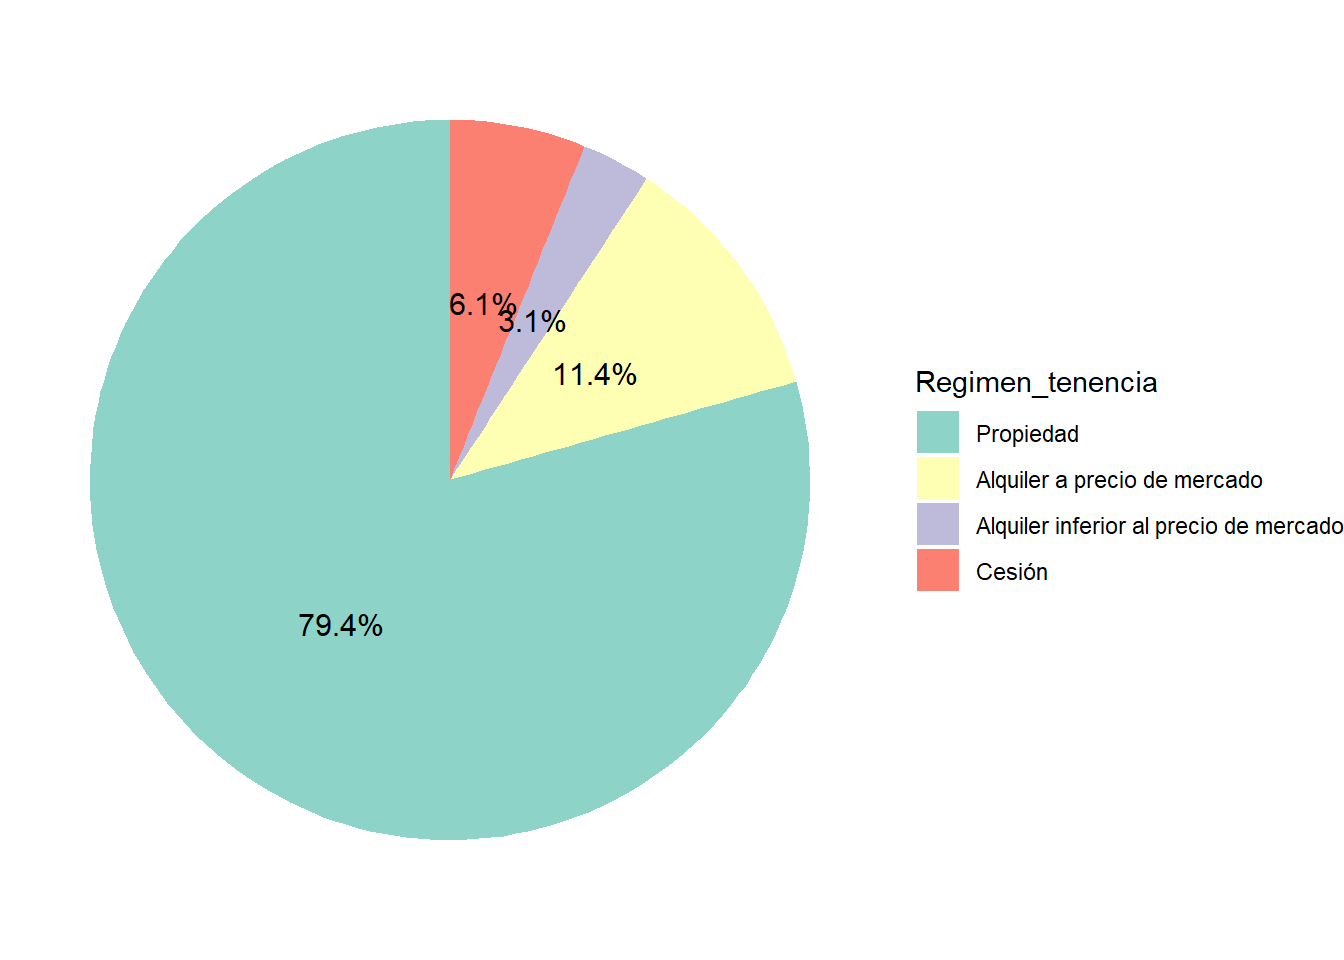 6.1%
3.1%
11.4%
79.4%
Regimen_tenencia
Propiedad
Alquiler a precio de mercado
Alquiler inferior al precio de mercado
Cesión